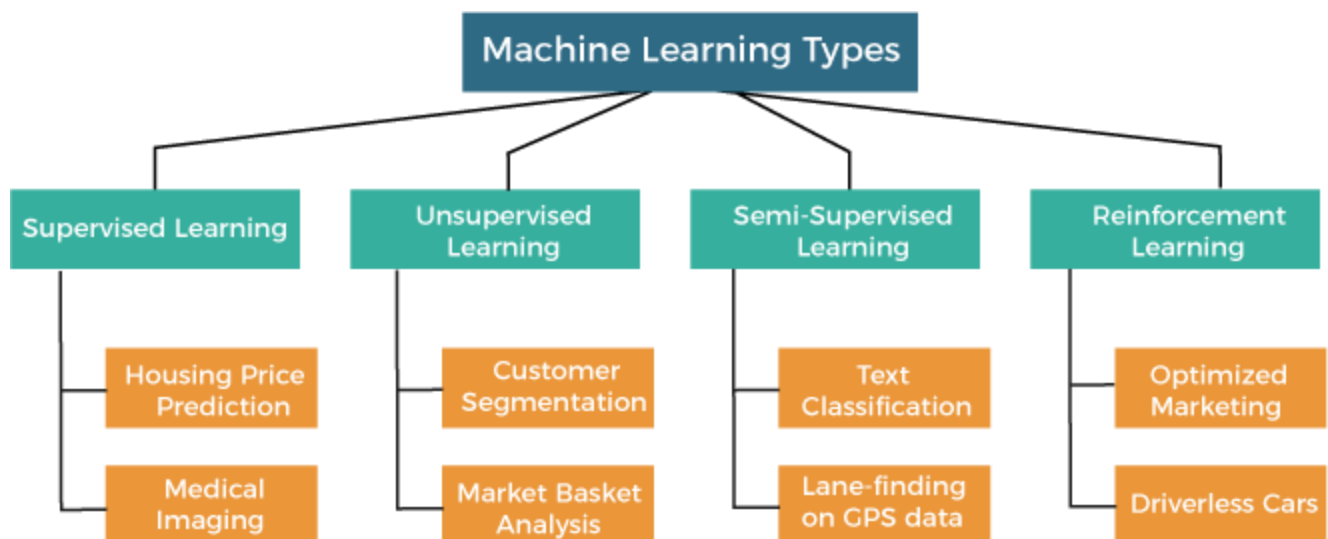 Machine Learning Types
Supervised Learning
Unsupervised
Learning
Semi-Supervised
Learning
Reinforcement
Learning
Housing Price
Prediction
Customer
Segmentation
Text
Classification
Optimized
Marketing
Medical
Imaging
Market Basket
Analysis
Lane-finding
on GPS data
Driverless Cars